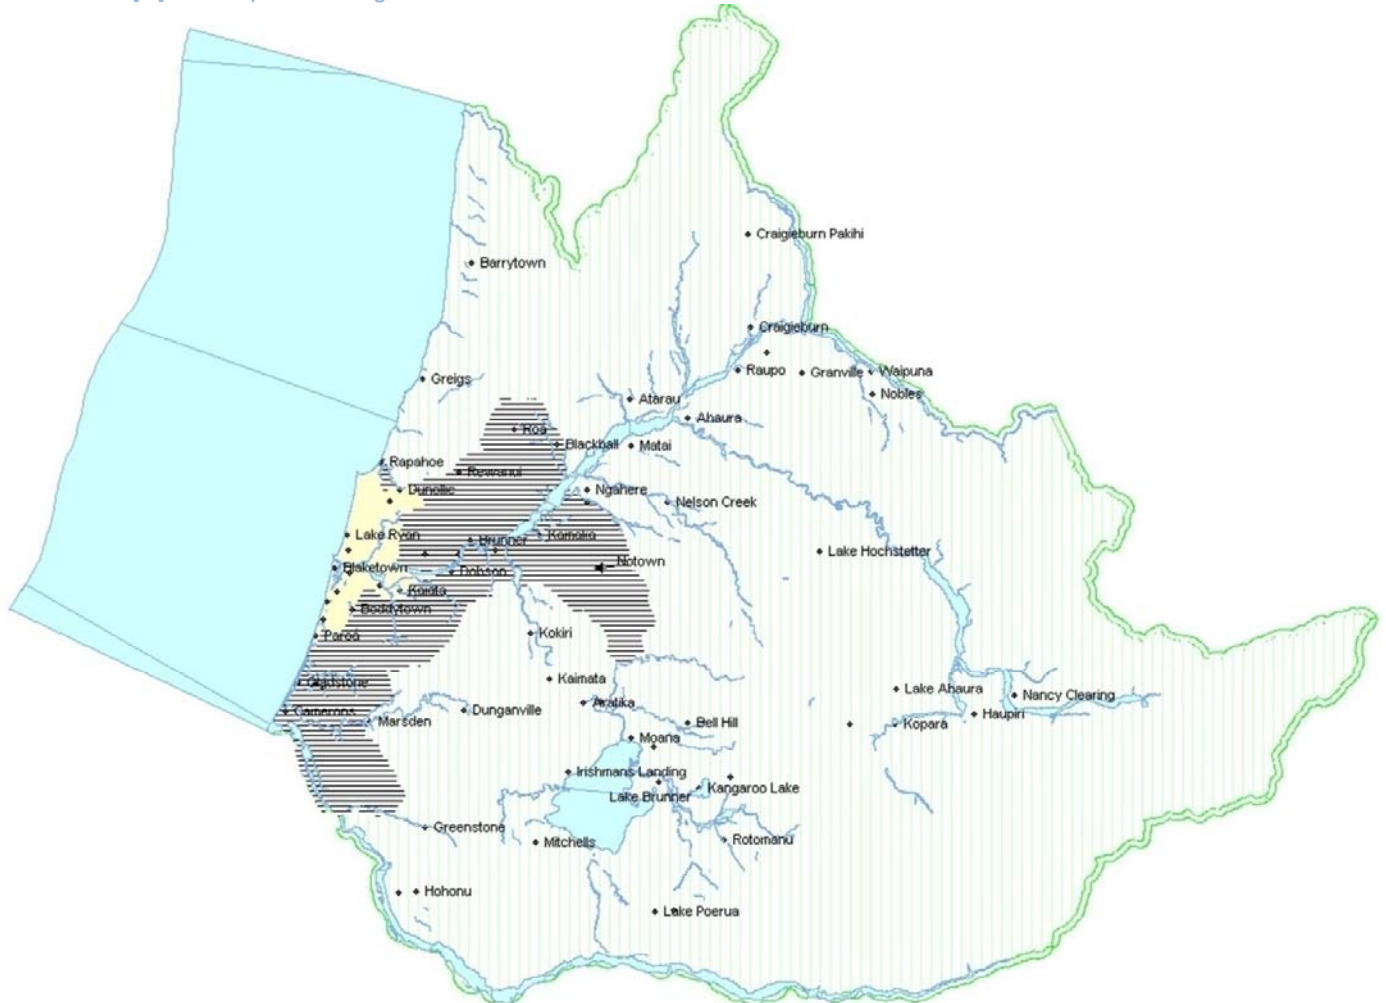 Craigieburn Pakihi
Barrytown
Craigieburn
Raupo
Granville
Waipuna
Greigs
Nobles
Atarau
Ahaura
Roa
Blackball
Matai
Rapahoe
Rewanui
Dunollie
Ngahere
Nelson Creek
Lake Ryan
Brunner
Kamaka
Lake Hochstetter
Blaketown
Dobson
Notown
Kaiata
Boddytown
Paroa
Kokiri
Kaimata
Gladstone
Lake Ahaura
Nancy Clearing
Aratika
Camerons
Dunganville
Haupiri
Marsden
Bell Hill
Kopara
Moana
Irishmans Landing
Kangaroo Lake
Lake Brunner
Greenstone
Mitchells
Rotomanu
Hohonu
Lake Poerua